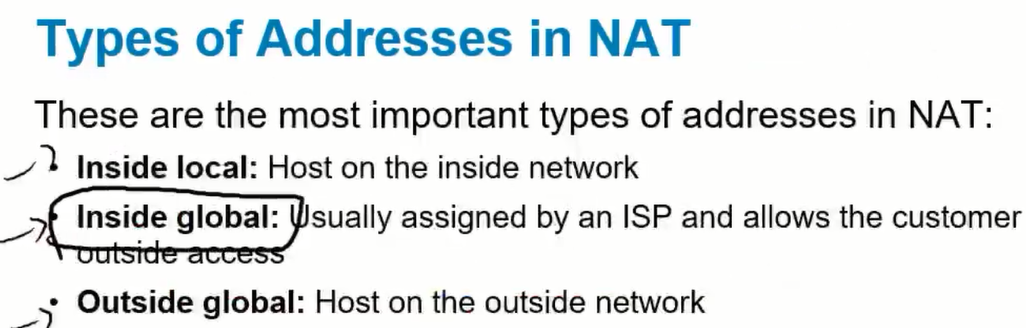 Types of Addresses in NAT
These are the most important types of addresses in NAT:
• Inside local: Host on the inside network
• Inside global: Usually assigned by an ISP and allows the customer
outside access
• Outside global: Host on the outside network